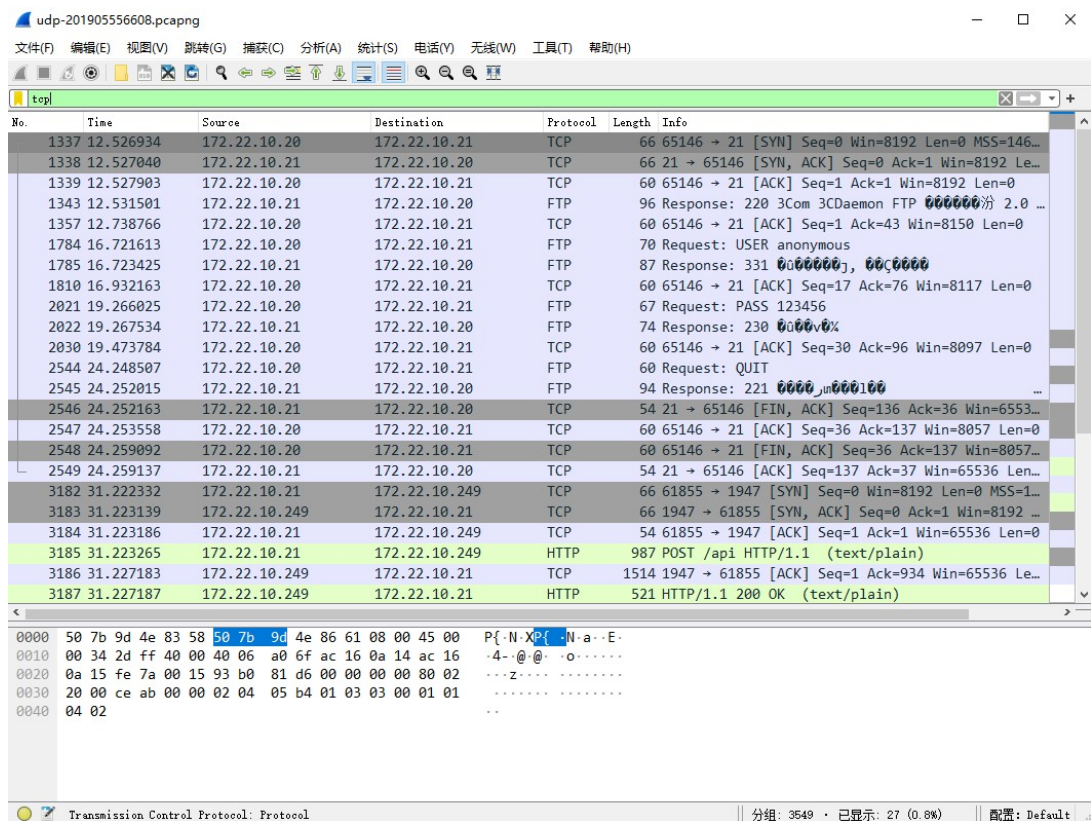 udp-201905556608.pcapng
文件(F) 编辑(E) 视图(V) 跳转(G) 捕获(C) 分析(A) 统计(S) 电话(Y) 无线(W) 工具(T) 帮助(H)
tcp
No. Time Source Destination Protocol Length Info
1337 12.526934 172.22.10.20 172.22.10.21 TCP 66 65146 → 21 [SYN] Seq=0 Win=8192 Len=0 MSS=146…
1338 12.527040 172.22.10.21 172.22.10.20 TCP 66 21 → 65146 [SYN, ACK] Seq=0 Ack=1 Win=8192 Le…
1339 12.527903 172.22.10.20 172.22.10.21 TCP 60 65146 → 21 [ACK] Seq=1 Ack=1 Win=8192 Len=0
1343 12.531501 172.22.10.21 172.22.10.20 FTP 96 Response: 220 3Com 3CDaemon FTP ������汾 2.0 …
1357 12.738766 172.22.10.20 172.22.10.21 TCP 60 65146 → 21 [ACK] Seq=1 Ack=43 Win=8150 Len=0
1784 16.721613 172.22.10.20 172.22.10.21 FTP 70 Request: USER anonymous
1785 16.723425 172.22.10.21 172.22.10.20 FTP 87 Response: 331
1810 16.932163 172.22.10.20 172.22.10.21 TCP 60 65146 → 21 [ACK] Seq=17 Ack=76 Win=8117 Len=0
2021 19.266025 172.22.10.20 172.22.10.21 FTP 67 Request: PASS 123456
2022 19.267534 172.22.10.21 172.22.10.20 FTP 74 Response: 230
2030 19.473784 172.22.10.20 172.22.10.21 TCP 60 65146 → 21 [ACK] Seq=30 Ack=96 Win=8097 Len=0
2544 24.248507 172.22.10.20 172.22.10.21 FTP 60 Request: QUIT
2545 24.252015 172.22.10.21 172.22.10.20 FTP 94 Response: 221 …
2546 24.252163 172.22.10.21 172.22.10.20 TCP 54 21 → 65146 [FIN, ACK] Seq=136 Ack=36 Win=6553…
2547 24.253558 172.22.10.20 172.22.10.21 TCP 60 65146 → 21 [ACK] Seq=36 Ack=137 Win=8057 Len=0
2548 24.259092 172.22.10.20 172.22.10.21 TCP 60 65146 → 21 [FIN, ACK] Seq=36 Ack=137 Win=8057…
2549 24.259137 172.22.10.21 172.22.10.20 TCP 54 21 → 65146 [ACK] Seq=137 Ack=37 Win=65536 Len…
3182 31.222332 172.22.10.21 172.22.10.249 TCP 66 61855 → 1947 [SYN] Seq=0 Win=8192 Len=0 MSS=1…
3183 31.223139 172.22.10.249 172.22.10.21 TCP 66 1947 → 61855 [SYN, ACK] Seq=0 Ack=1 Win=8192 …
3184 31.223186 172.22.10.21 172.22.10.249 TCP 54 61855 → 1947 [ACK] Seq=1 Ack=1 Win=65536 Len=0
3185 31.223265 172.22.10.21 172.22.10.249 HTTP 987 POST /api HTTP/1.1 (text/plain)
3186 31.227183 172.22.10.249 172.22.10.21 TCP 1514 1947 → 61855 [ACK] Seq=1 Ack=934 Win=65536 Le…
3187 31.227187 172.22.10.249 172.22.10.21 HTTP 521 HTTP/1.1 200 OK (text/plain)
0000 50 7b 9d 4e 83 58 50 7b 9d 4e 86 61 08 00 45 00 P{·N·XP{ ·N·a··E·
0010 00 34 2d ff 40 00 40 06 a0 6f ac 16 0a 14 ac 16 ·4-·@·@· ·o······
0020 0a 15 fe 7a 00 15 93 b0 81 d6 00 00 00 00 80 02 ···z···· ········
0030 20 00 ce ab 00 00 02 04 05 b4 01 03 03 00 01 01 ······· ········
0040 04 02 ··
Transmission Control Protocol: Protocol 分组: 3549 · 已显示: 27 (0.8%) 配置: Default